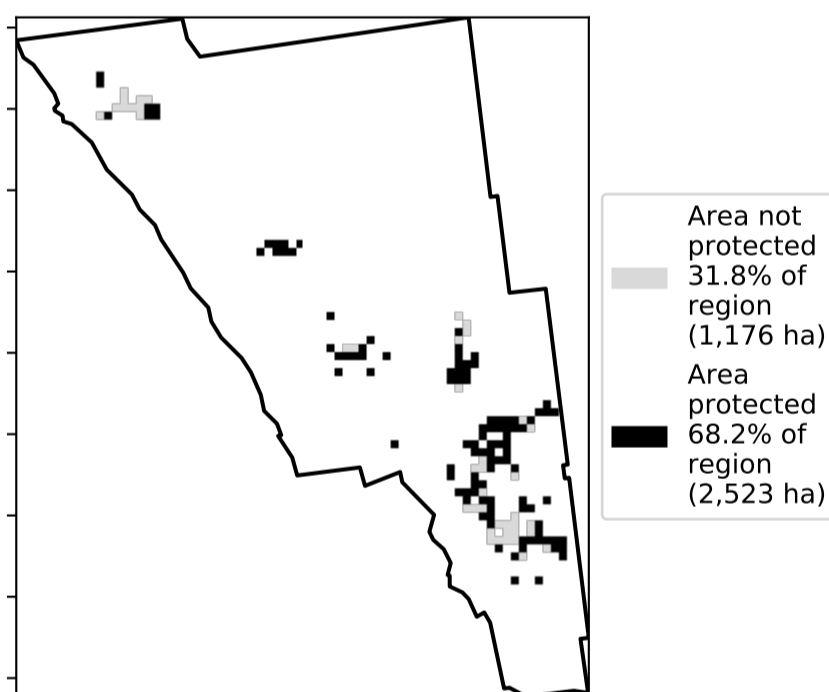 Area not
protected
31.8% of
region
(1,176 ha)
Area
protected
68.2% of
region
(2,523 ha)